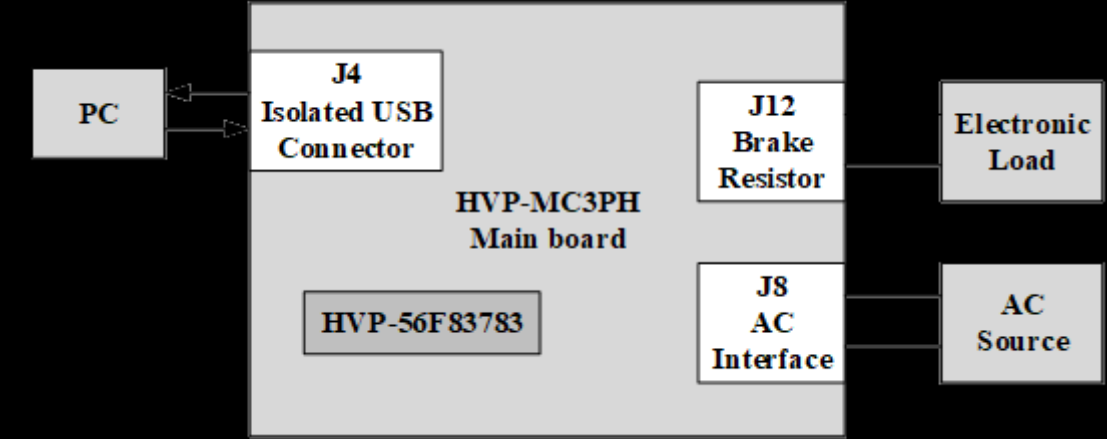 PC
J4
Isolated USB
Connector
HVP-MC3PH
Main board
HVP-56F83783
J12
Brake
Resistor
J8
AC
Interface
Electronic
Load
AC
Source